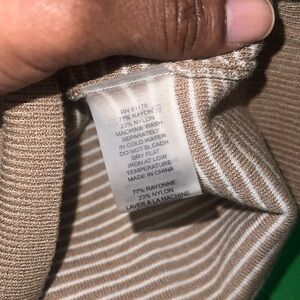 RN 93178
77% RAYON
23% NYLON
MACHINE WASH
SEPARATELY
IN COLD WATER
DO NOT BLEACH
DRY FLAT
IRON AT LOW
TEMPERATURE
MADE IN CHINA
77% RAYONNE
23% NYLON
LAVER À LA MACHINE